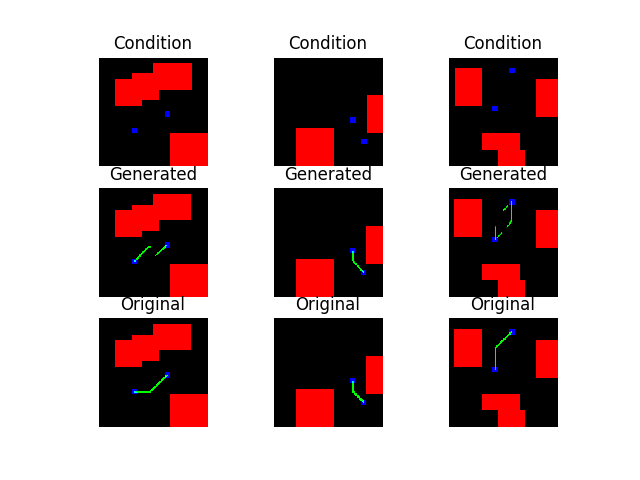 Condition Condition Condition
Generated Generated Generated
Original Original Original